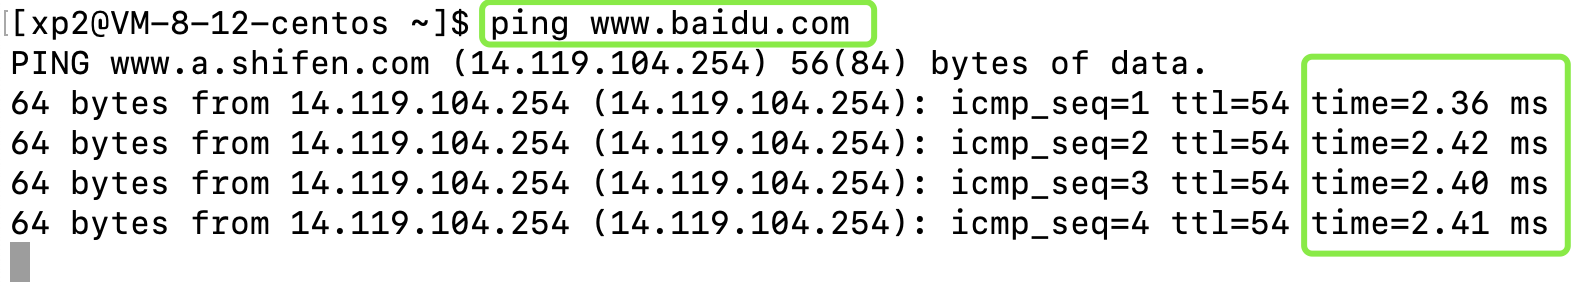 [xp2@VM-8-12-centos ~]$ ping www.baidu.com
PING www.a.shifen.com (14.119.104.254) 56(84) bytes of data.
64 bytes from 14.119.104.254 (14.119.104.254): icmp_seq=1 ttl=54 time=2.36 ms
64 bytes from 14.119.104.254 (14.119.104.254): icmp_seq=2 ttl=54 time=2.42 ms
64 bytes from 14.119.104.254 (14.119.104.254): icmp_seq=3 ttl=54 time=2.40 ms
64 bytes from 14.119.104.254 (14.119.104.254): icmp_seq=4 ttl=54 time=2.41 ms